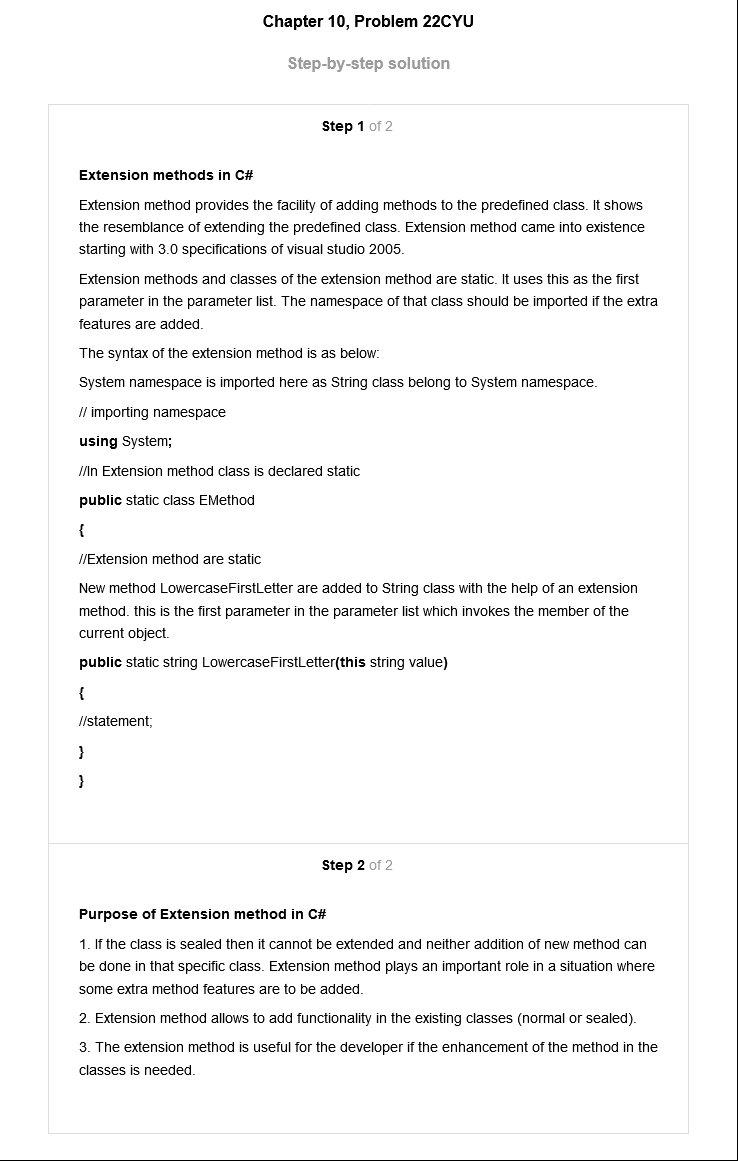 Chapter 10, Problem 22CYU
Step-by-step solution
Step 1 of 2
Extension methods in C#
Extension method provides the facility of adding methods to the predefined class. It shows
the resemblance of extending the predefined class. Extension method came into existence
starting with 3.0 specifications of visual studio 2005.
Extension methods and classes of the extension method are static. It uses this as the first
parameter in the parameter list. The namespace of that class should be imported if the extra
features are added.
The syntax of the extension method is as below:
System namespace is imported here as String class belong to System namespace.
// importing namespace
using System;
//In Extension method class is declared static
public static class EMethod
{
//Extension method are static
New method LowercaseFirstLetter are added to String class with the help of an extension
method. this is the first parameter in the parameter list which invokes the member of the
current object.
public static string LowercaseFirstLetter(this string value)
{
//statement;
}
}
Step 2 of 2
Purpose of Extension method in C#
1. If the class is sealed then it cannot be extended and neither addition of new method can
be done in that specific class. Extension method plays an important role in a situation where
some extra method features are to be added.
2. Extension method allows to add functionality in the existing classes (normal or sealed).
3. The extension method is useful for the developer if the enhancement of the method in the
classes is needed.